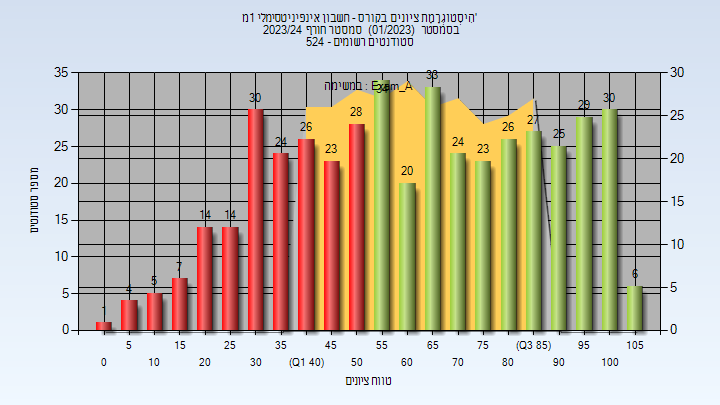 היסטוגרמת ציונים בקורס - חשבון אינפיניטסימלי 1מ'
בסמסטר (01/2023) סמסטר חורף 2023/24
סטודנטים רשומים - 524
במשימה : Exam_A
מספר סטודנטים
35 30 25 20 15 10 5 0
30 25 20 15 10 5 0
1 4 5 7 14 14 30 24 26 23 28 34 20 33 24 23 26 27 25 29 30 6
5 15 25 35 45 55 65 75 (Q3 85) 95 105
0 10 20 30 (Q1 40) 50 60 70 80 90 100
טווח ציונים